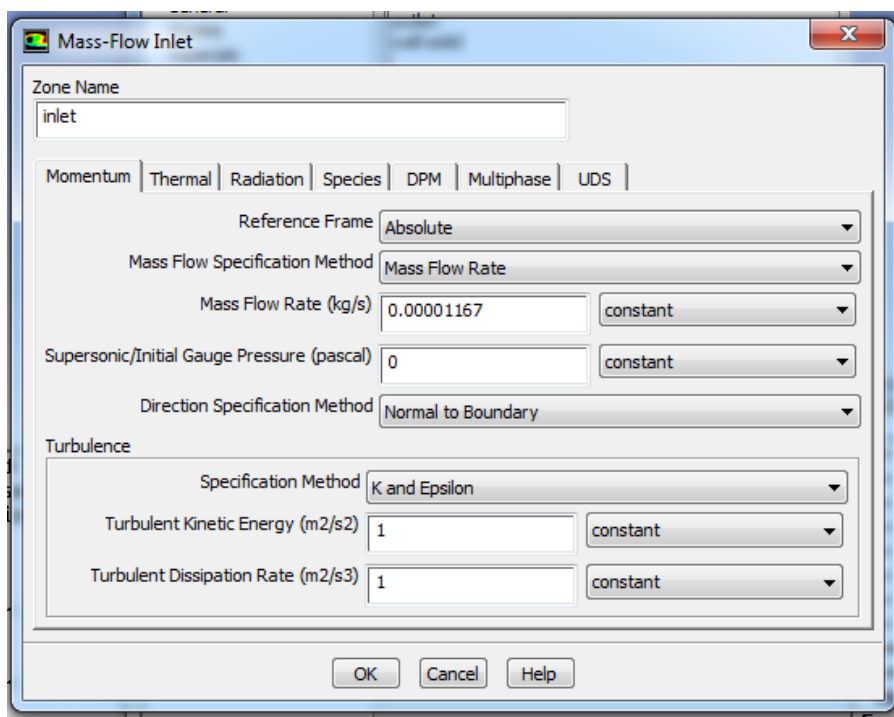 Mass-Flow Inlet
Zone Name
inlet
Momentum Thermal Radiation Species DPM Multiphase UDS
Reference Frame Absolute
Mass Flow Specification Method Mass Flow Rate
Mass Flow Rate (kg/s) 0.00001167 constant
Supersonic/Initial Gauge Pressure (pascal) 0 constant
Direction Specification Method Normal to Boundary
Turbulence
Specification Method K and Epsilon
Turbulent Kinetic Energy (m2/s2) 1 constant
Turbulent Dissipation Rate (m2/s3) 1 constant
OK Cancel Help